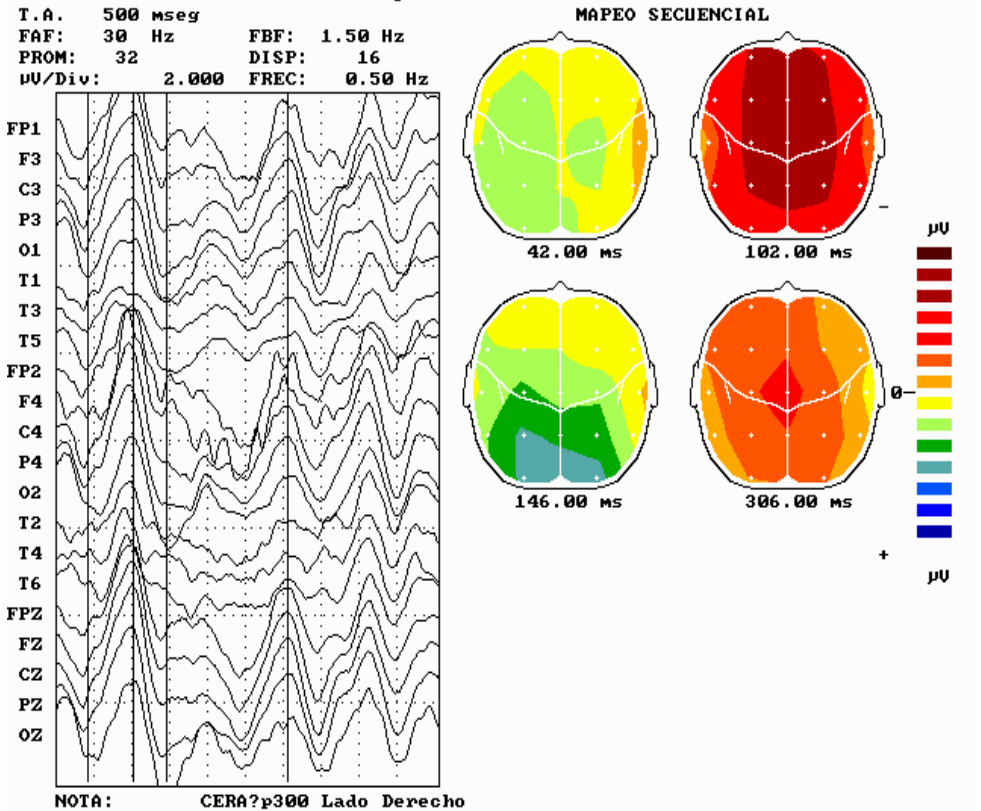 T.A. 500 mseg
FAF: 30 Hz FBF: 1.50 Hz
PROM: 32 DISP: 16
µV/Div: 2.000 FREC: 0.50 Hz
FP1
F3
C3
P3
O1
T1
T3
T5
FP2
F4
C4
P4
O2
T2
T4
T6
FPZ
FZ
CZ
PZ
OZ
NOTA: CERA?p300 Lado Derecho
MAPEO SECUENCIAL
42.00 ms
102.00 ms
146.00 ms
306.00 ms
-
µV
0
+
µV